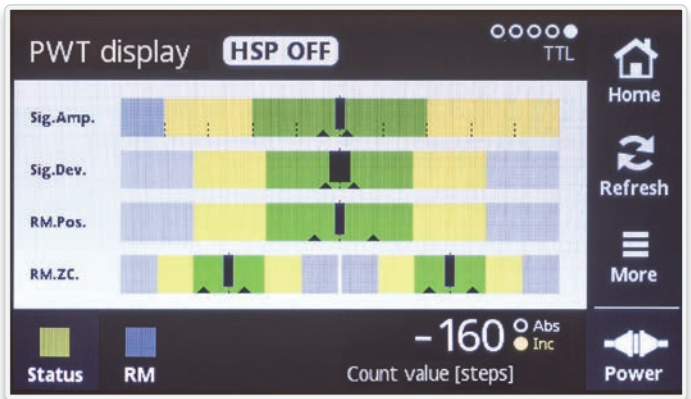 PWT display HSP OFF
TTL
Home
Sig.Amp.
Sig.Dev.
Refresh
RM.Pos.
RM.ZC.
More
-160 Abs
Inc
Status RM Count value [steps] Power